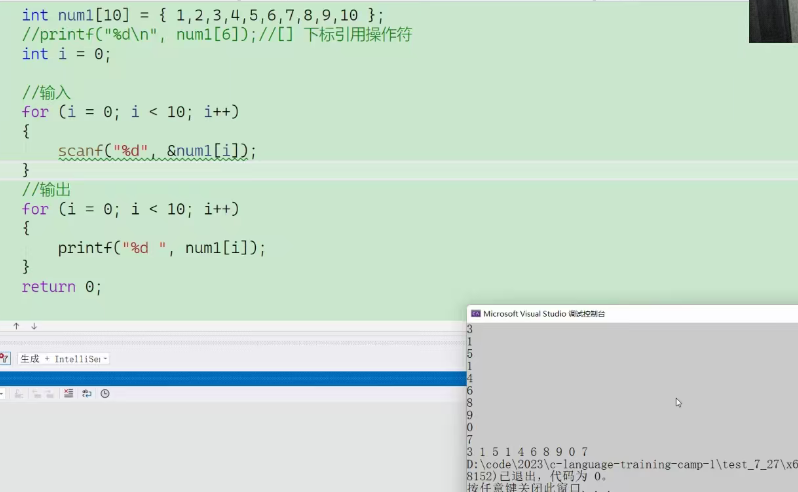 int num1[10] = { 1,2,3,4,5,6,7,8,9,10 };
//printf("%d\n", num1[6]);//[] 下标引用操作符
int i = 0;
//输入
for (i = 0; i < 10; i++)
{
scanf("%d", &num1[i]);
}
//输出
for (i = 0; i < 10; i++)
{
printf("%d ", num1[i]);
}
return 0;
生成 + IntelliSen
Microsoft Visual Studio 调试控制台
3
1
5
1
4
6
8
9
0
7
3 1 5 1 4 6 8 9 0 7
D:\code\2023\c-language-training-camp-1\test_7_27\x6
8152)已退出，代码为 0。
按任意键关闭此窗口. . .